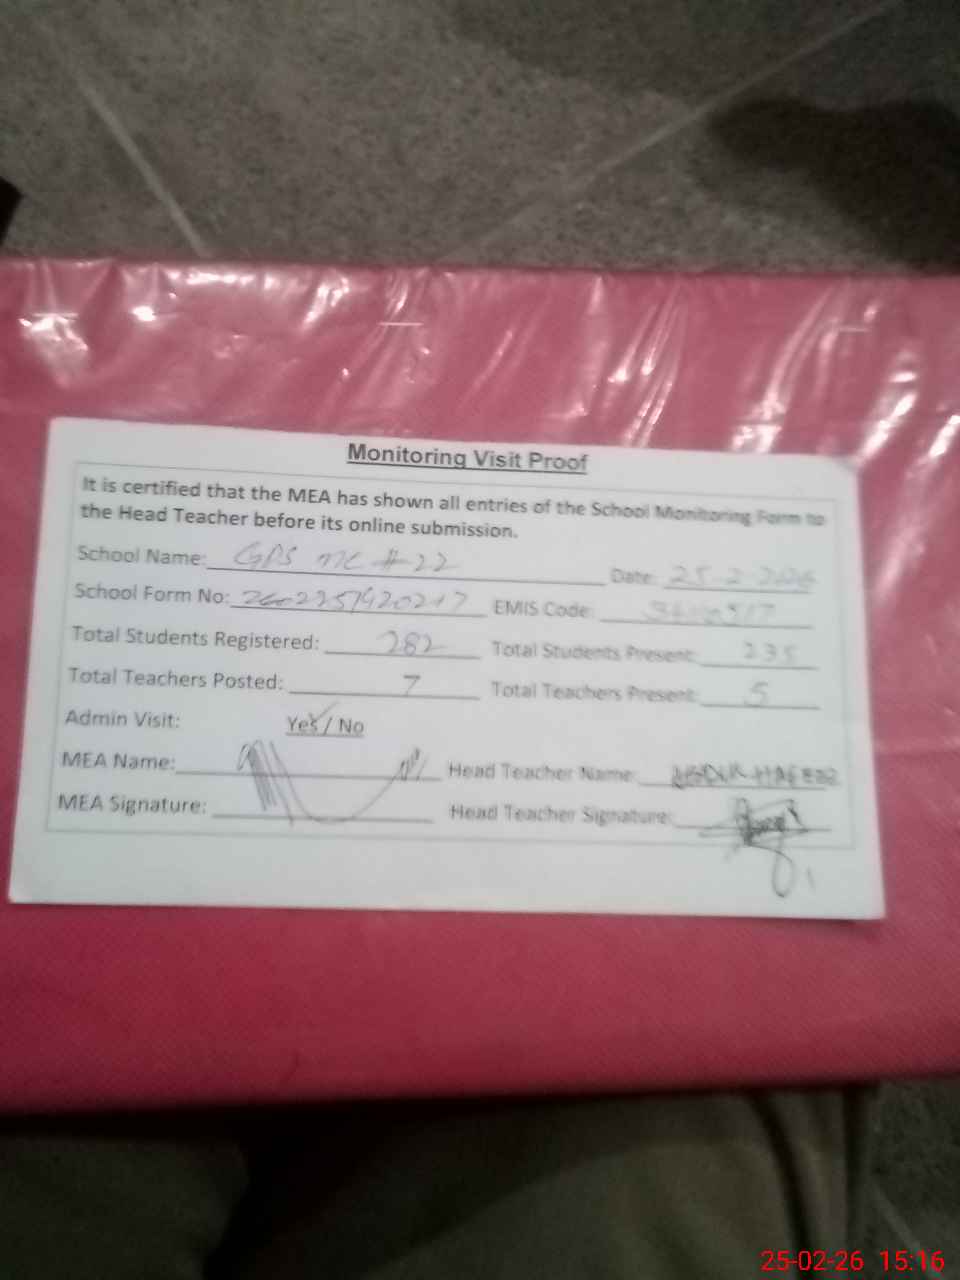 Monitoring Visit Proof
It is certified that the MEA has shown all entries of the School Monitoring Form to
the Head Teacher before its online submission.
School Name: GPS MC #22
Date: 25-2-2026
School Form No:
EMIS Code:
Total Students Registered: 282
Total Students Present: 235
Total Teachers Posted: 7
Total Teachers Present: 5
Admin Visit: Yes / No
MEA Name:
Head Teacher Name: ABDUL HAFEEZ
MEA Signature:
Head Teacher Signature:
25-02-26 15:16